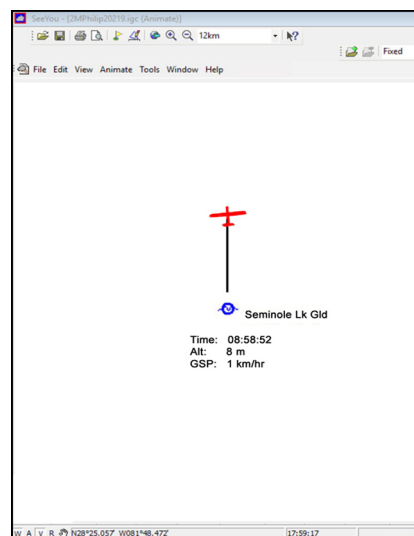 SeeYou - [2MPhilip20219.igc (Animate)]
12km
Fixed
File Edit View Animate Tools Window Help
Seminole Lk Gld
Time: 08:58:52
Alt: 8 m
GSP: 1 km/hr
W A V R N28°25.057' W081°48.472' 17:59:17